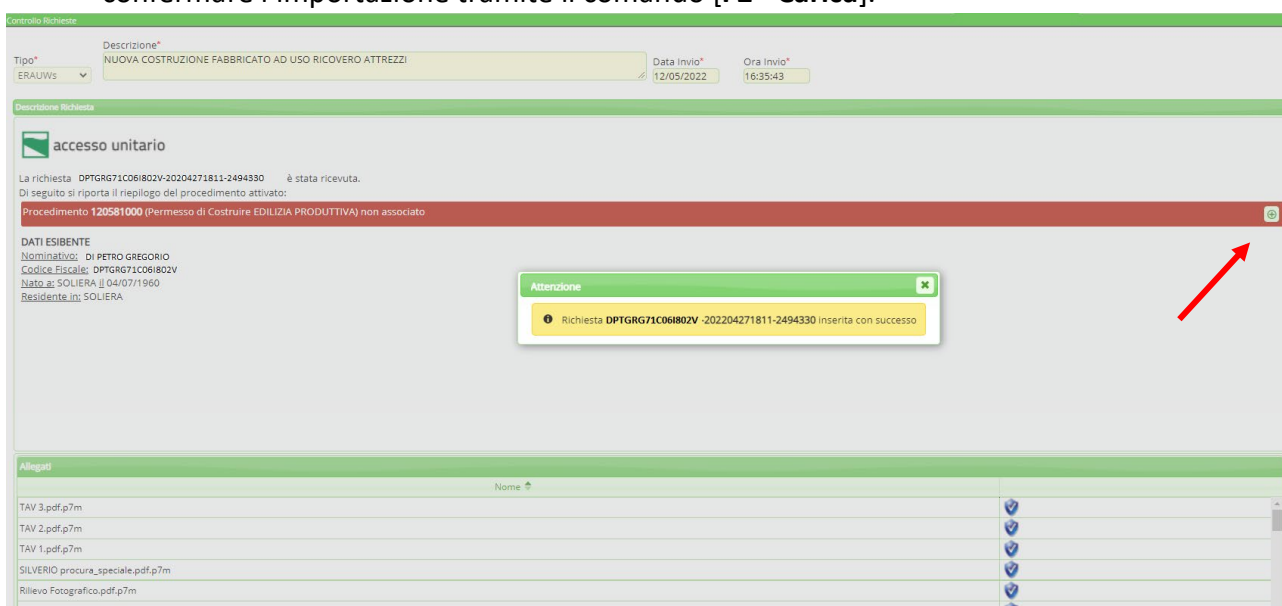 confermare l'importazione tramite il comando [F2 - Carica].
Controllo Richieste
Descrizione*
Tipo*
NUOVA COSTRUZIONE FABBRICATO AD USO RICOVERO ATTREZZI
Data Invio*
Ora Invio*
ERAUWs
12/05/2022
16:35:43
Descrizione Richiesta
accesso unitario
La richiesta DPTGRG71C06I802V-20204271811-2494330 è stata ricevuta.
Di seguito si riporta il riepilogo del procedimento attivato:
Procedimento 120581000 (Permesso di Costruire EDILIZIA PRODUTTIVA) non associato
DATI ESIBENTE
Nominativo: DI PETRO GREGORIO
Codice Fiscale: DPTGRG71C06I802V
Nato a: SOLIERA il 04/07/1960
Residente in: SOLIERA
Attenzione
Richiesta DPTGRG71C06I802V -202204271811-2494330 inserita con successo
Allegati
Nome
TAV 3.pdf.p7m
TAV 2.pdf.p7m
TAV 1.pdf.p7m
SILVERIO procura_speciale.pdf.p7m
Rilievo Fotografico.pdf.p7m